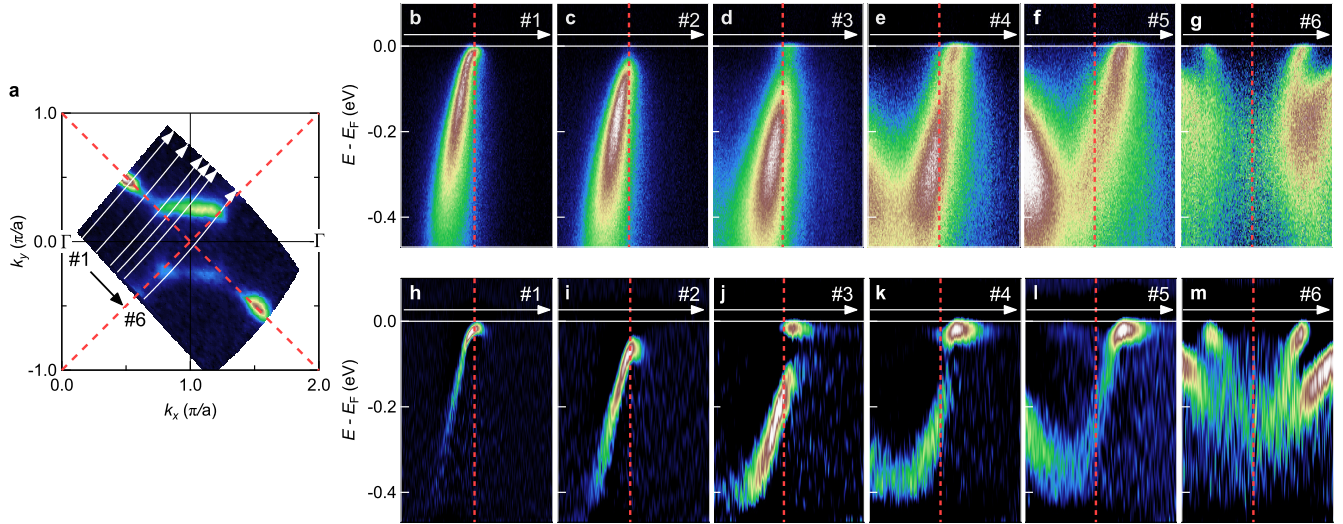 b #1 c #2 d #3 e #4 f #5 g #6
0.0
-0.2
-0.4
E - E_F (eV)
a
1.0
0.0
-1.0
k_y (π/a)
Γ Γ
#1
#6
0.0 1.0 2.0
k_x (π/a)
h #1 i #2 j #3 k #4 l #5 m #6
0.0
-0.2
-0.4
E - E_F (eV)